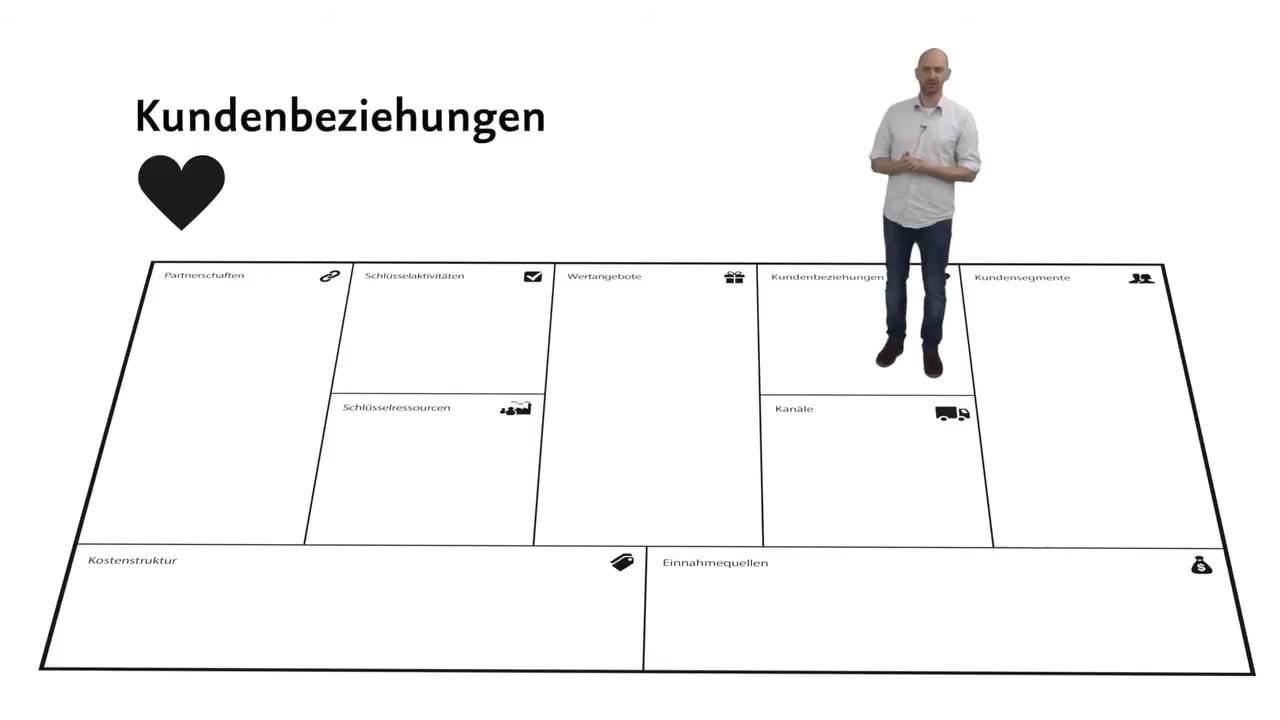 Kundenbeziehungen
Partnerschaften
Schlüsselaktivitäten
Wertangebote
Kundenbeziehungen
Kundensegmente
Schlüsselressourcen
Kanäle
Kostenstruktur
Einnahmequellen
$